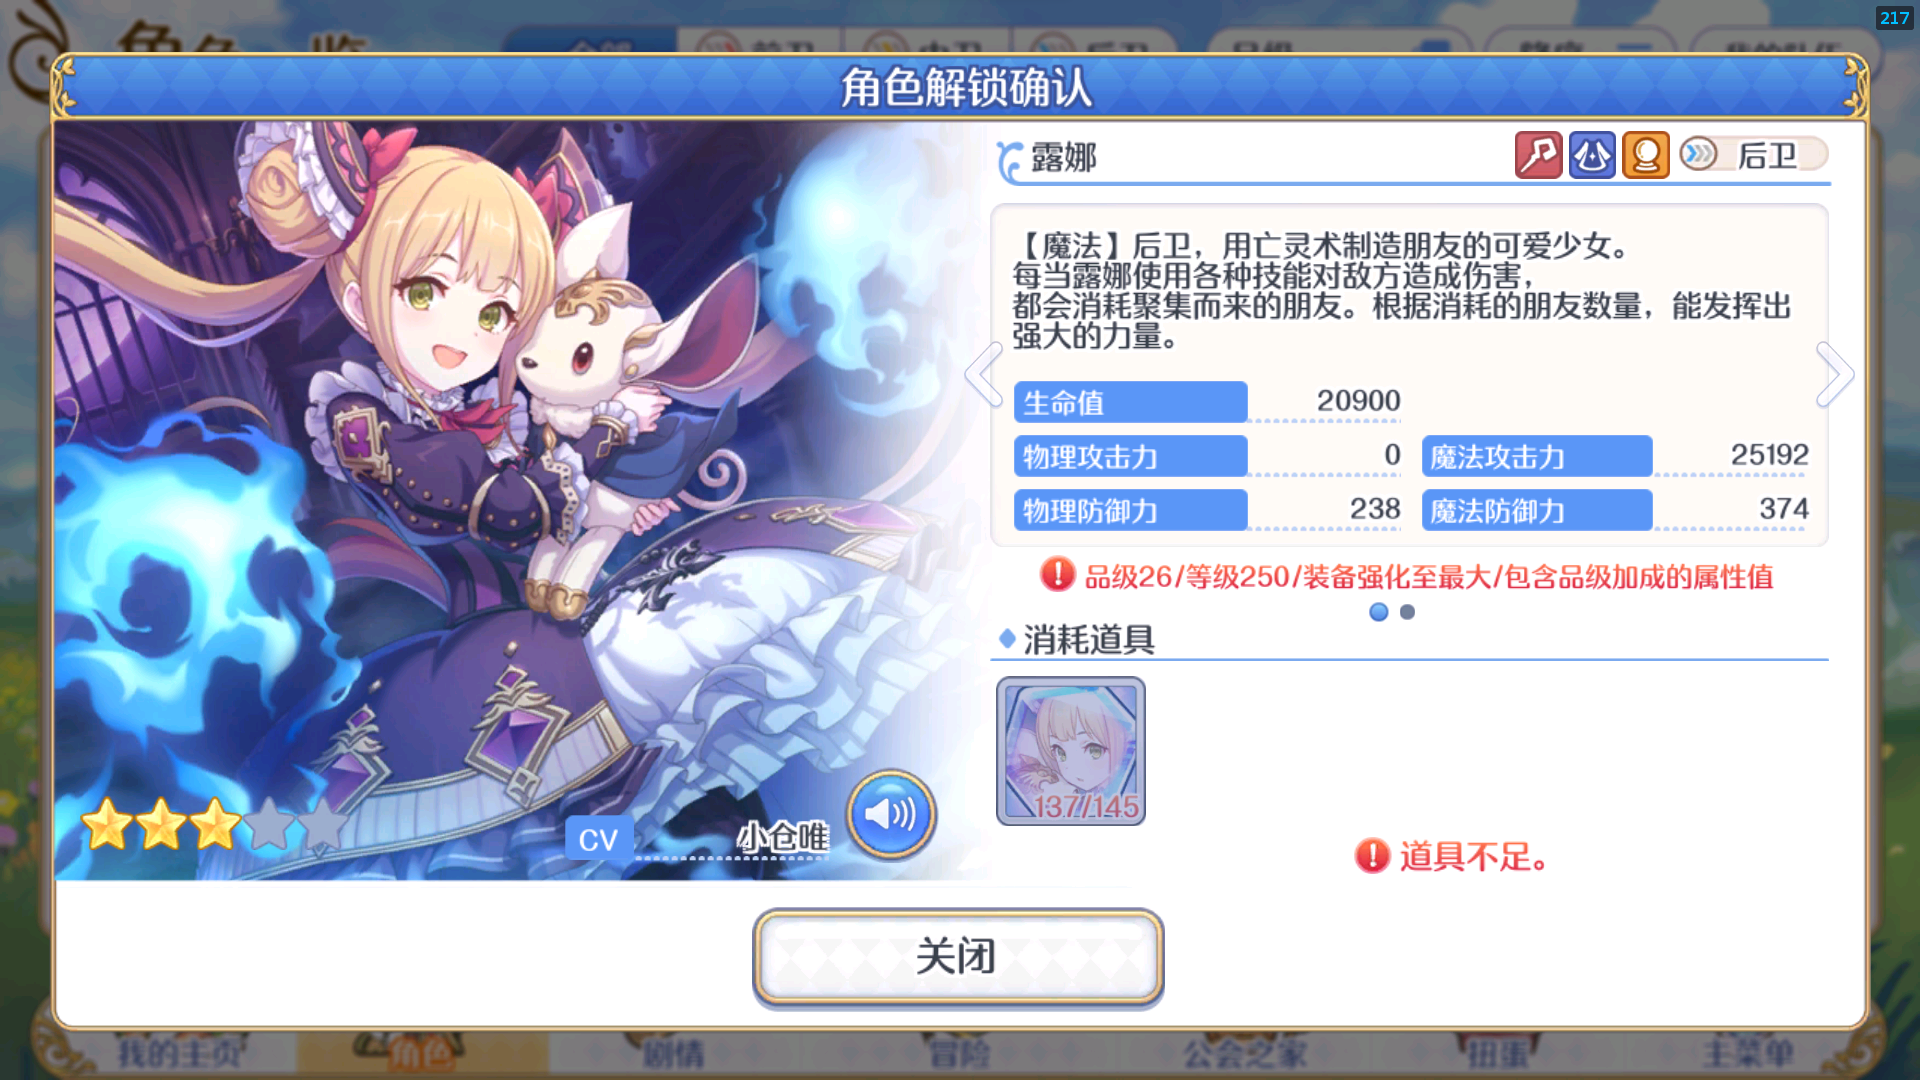 217
角色解锁确认
露娜
后卫
【魔法】后卫，用亡灵术制造朋友的可爱少女。
每当露娜使用各种技能对敌方造成伤害，
都会消耗聚集而来的朋友。根据消耗的朋友数量，能发挥出
强大的力量。
生命值 20900
物理攻击力 0 魔法攻击力 25192
物理防御力 238 魔法防御力 374
品级26/等级250/装备强化至最大/包含品级加成的属性值
消耗道具
137/145
道具不足。
CV 小仓唯
关闭
我的主页 角色 剧情 冒险 公会之家 扭蛋 主菜单